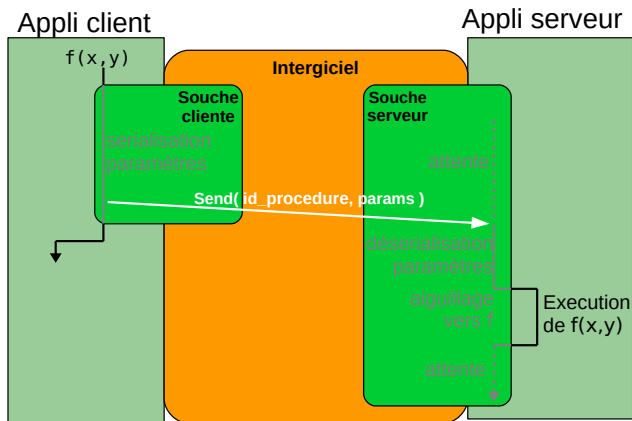 Appli client
Appli serveur
f(x,y)
Intergiciel
Souche
cliente
Souche
serveur
sérialisation
paramètres
attente
Send( id_procedure, params )
déserialisation
paramètres
aiguillage
vers f
Execution
de f(x,y)
attente